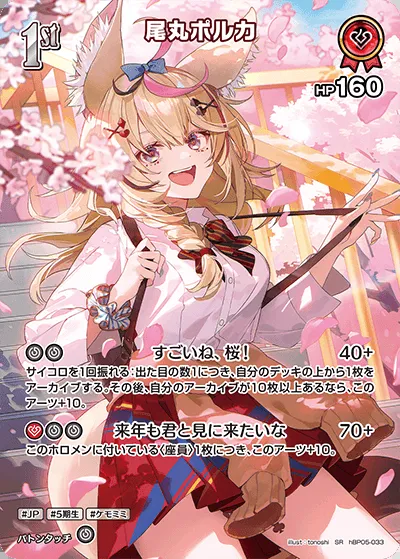 1st
尾丸ポルカ
HP160
すごいね、桜！ 40+
サイコロを1回振れる：出た目の数1につき、自分のデッキの上から1枚を
アーカイブする。その後、自分のアーカイブが10枚以上あるなら、この
アーツ+10。
来年も君と見に来たいな 70+
このホロメンに付いている〈座員〉1枚につき、このアーツ+10。
#JP #5期生 #ケモミミ
バトンタッチ
illust : tonoshi SR hBP05-033